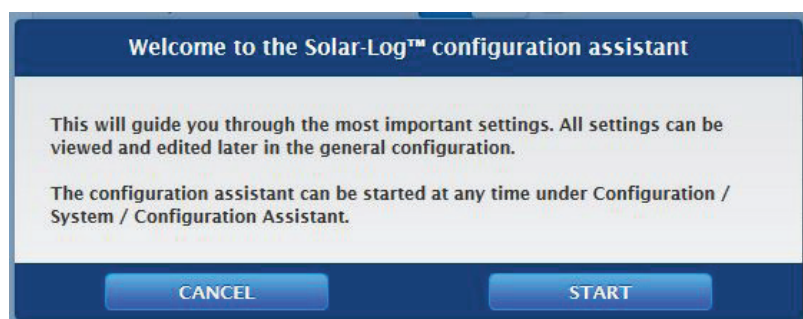 Welcome to the Solar-Log™ configuration assistant
This will guide you through the most important settings. All settings can be
viewed and edited later in the general configuration.
The configuration assistant can be started at any time under Configuration /
System / Configuration Assistant.
CANCEL START